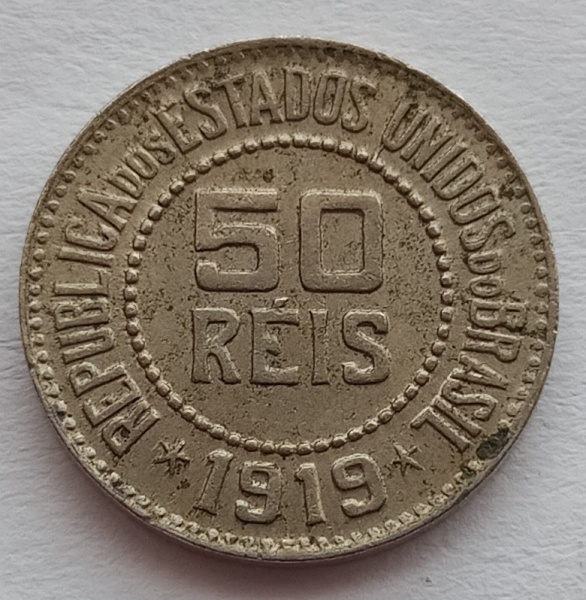 REPUBLICA DOS ESTADOS UNIDOS DO BRASIL
50
RÉIS
1919